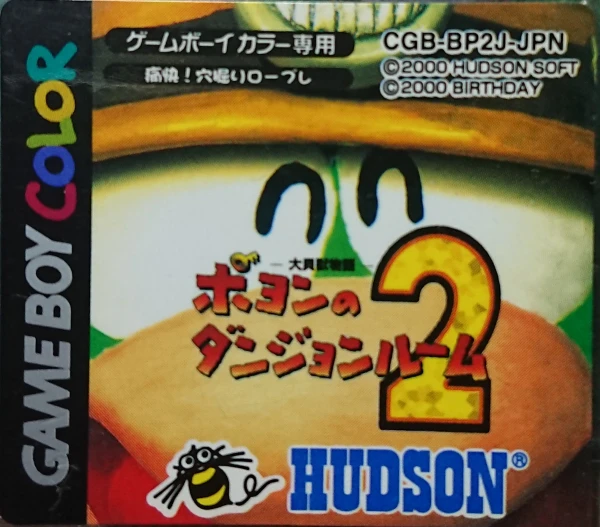 GAME BOY COLOR
ゲームボーイカラー専用
痛快！穴掘りロープレ
CGB-BP2J-JPN
©2000 HUDSON SOFT
©2000 BIRTHDAY
大貝獣物語
ポヨンの
ダンジョンルーム
2
HUDSON®